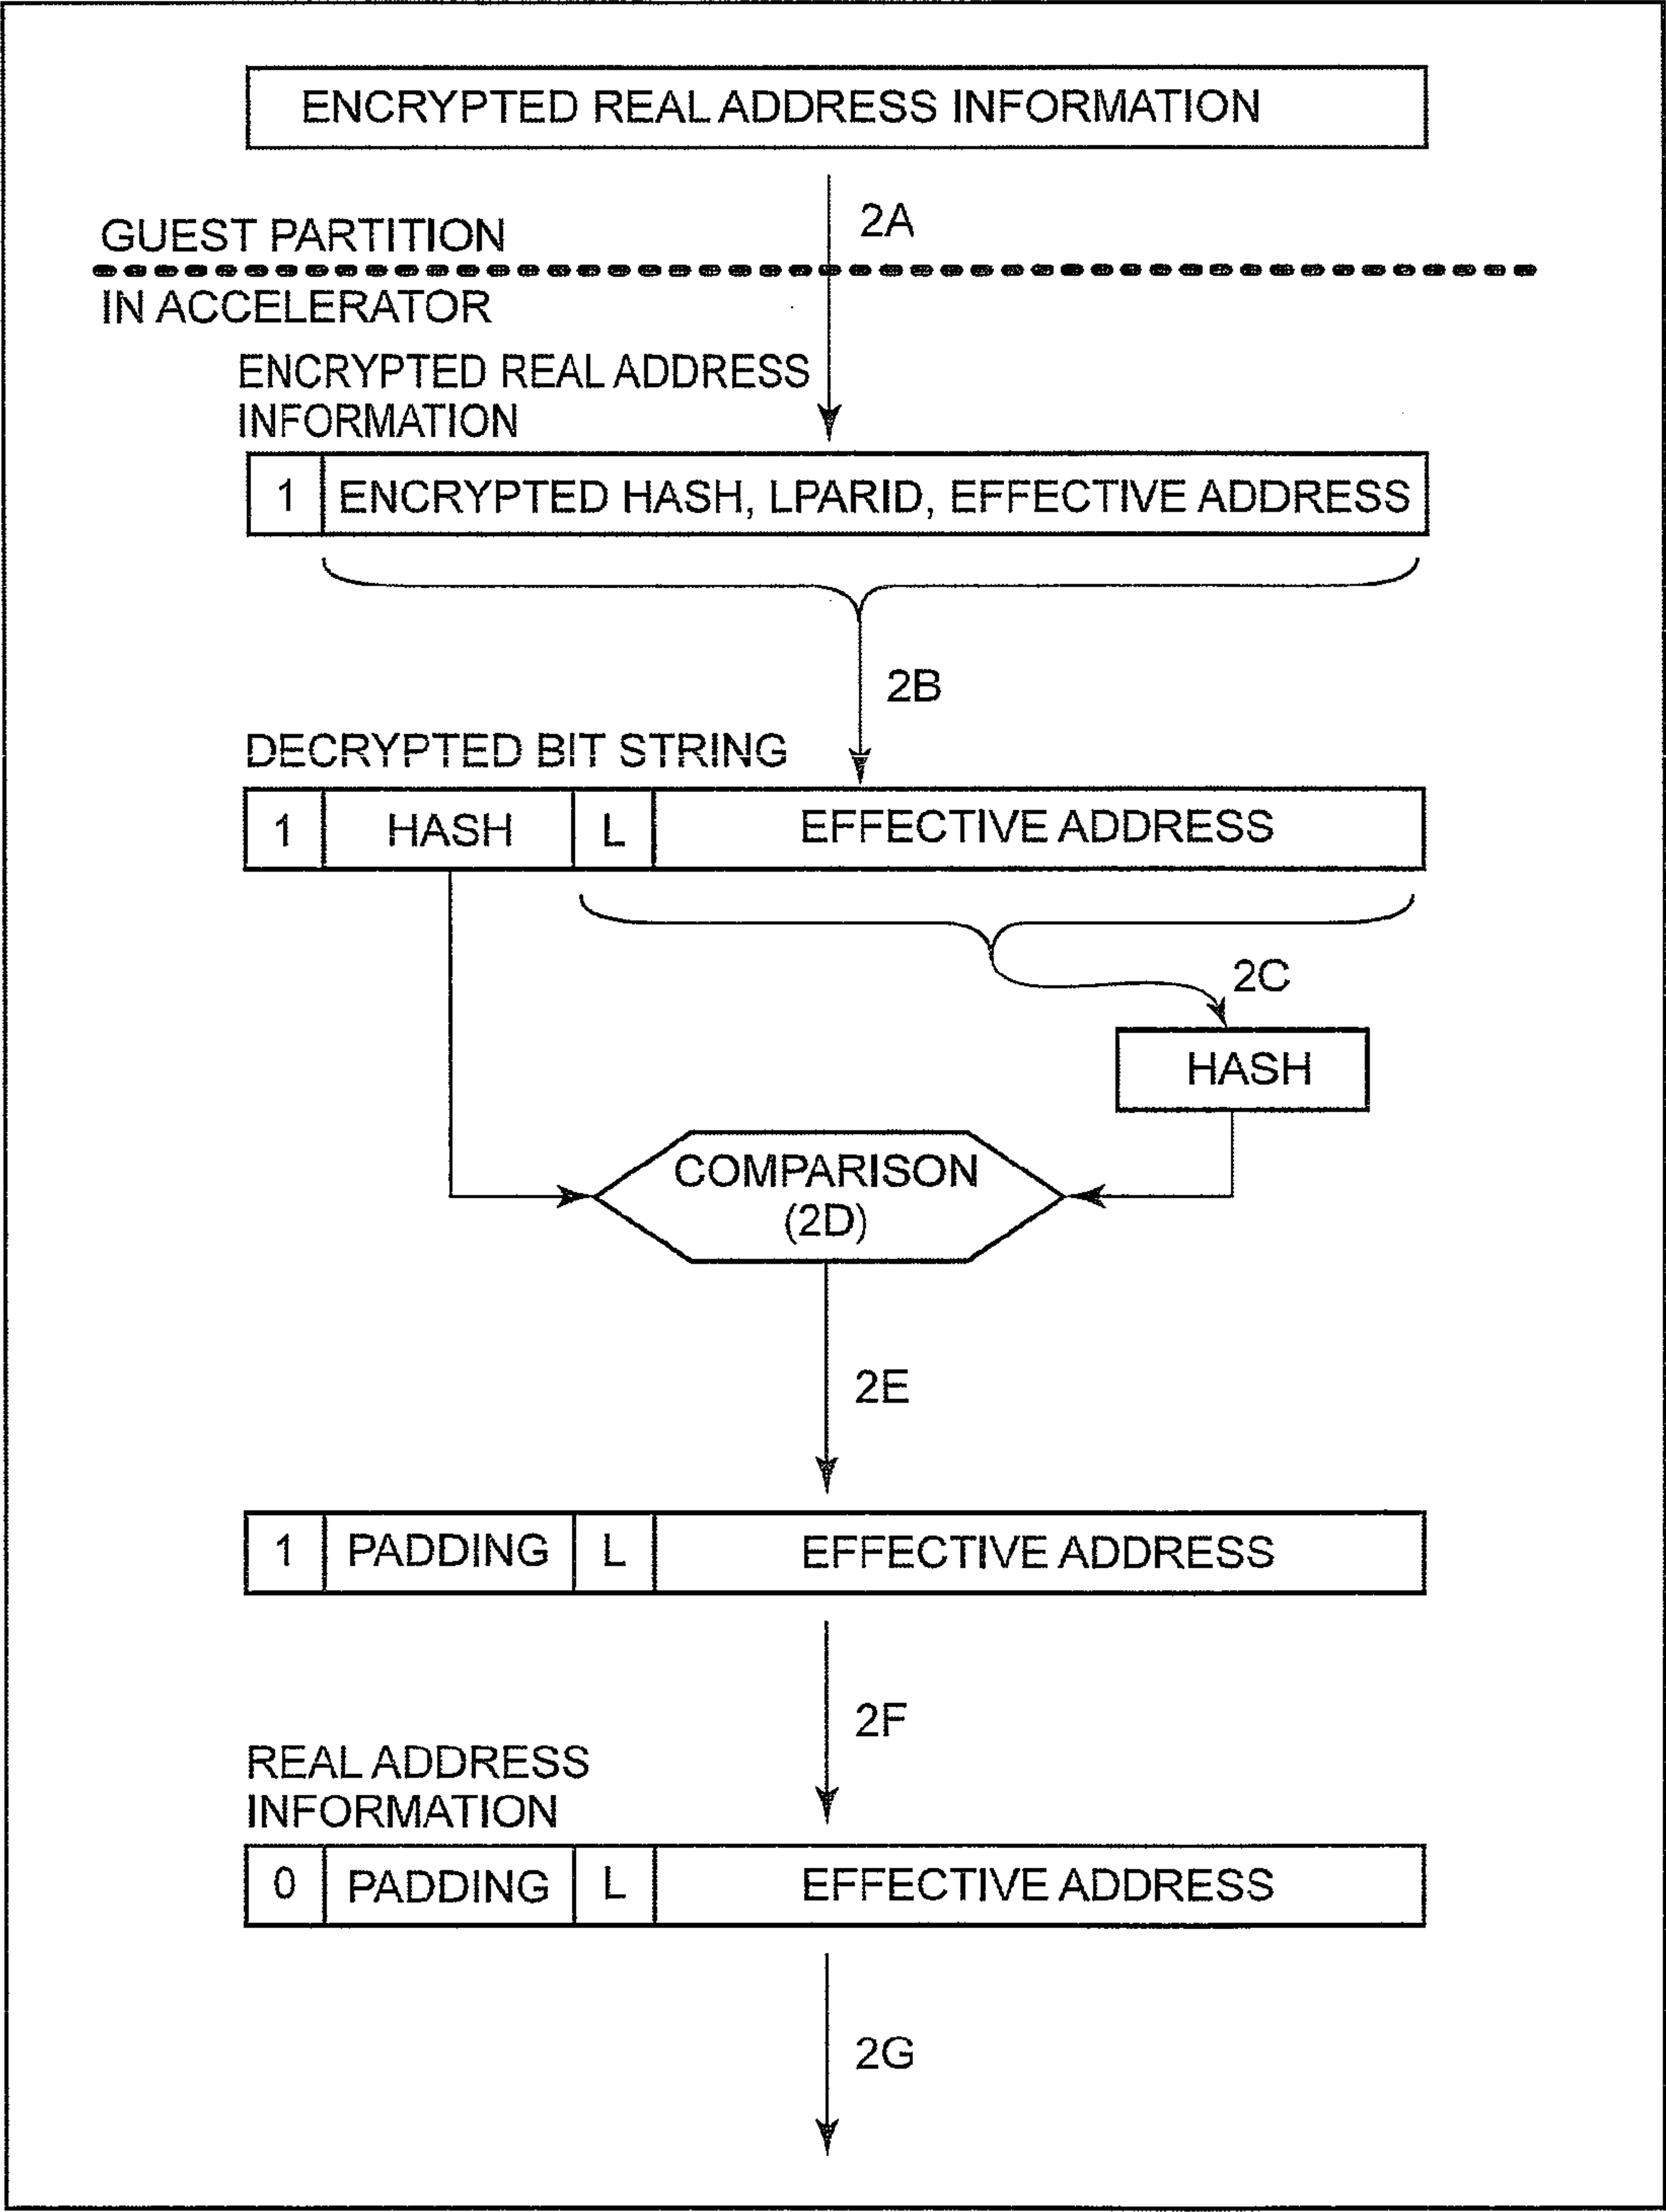 ENCRYPTED REAL ADDRESS INFORMATION
2A
GUEST PARTITION
IN ACCELERATOR
ENCRYPTED REAL ADDRESS
INFORMATION
1 ENCRYPTED HASH, LPARID, EFFECTIVE ADDRESS
2B
DECRYPTED BIT STRING
1 HASH L EFFECTIVE ADDRESS
2C
HASH
COMPARISON
(2D)
2E
1 PADDING L EFFECTIVE ADDRESS
2F
REAL ADDRESS
INFORMATION
0 PADDING L EFFECTIVE ADDRESS
2G